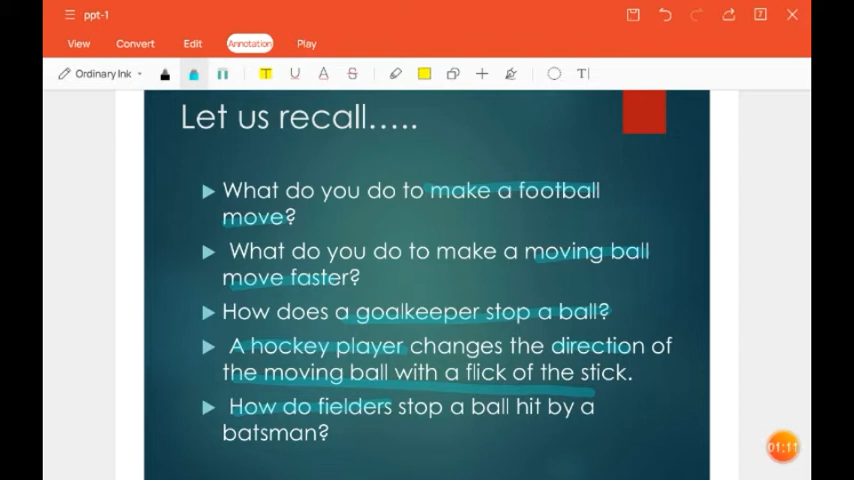 ppt-1
7
View Convert Edit Annotation Play
Ordinary Ink T U A S T
Let us recall.....
What do you do to make a football
move?
What do you do to make a moving ball
move faster?
How does a goalkeeper stop a ball?
A hockey player changes the direction of
the moving ball with a flick of the stick.
How do fielders stop a ball hit by a
batsman?
01:11